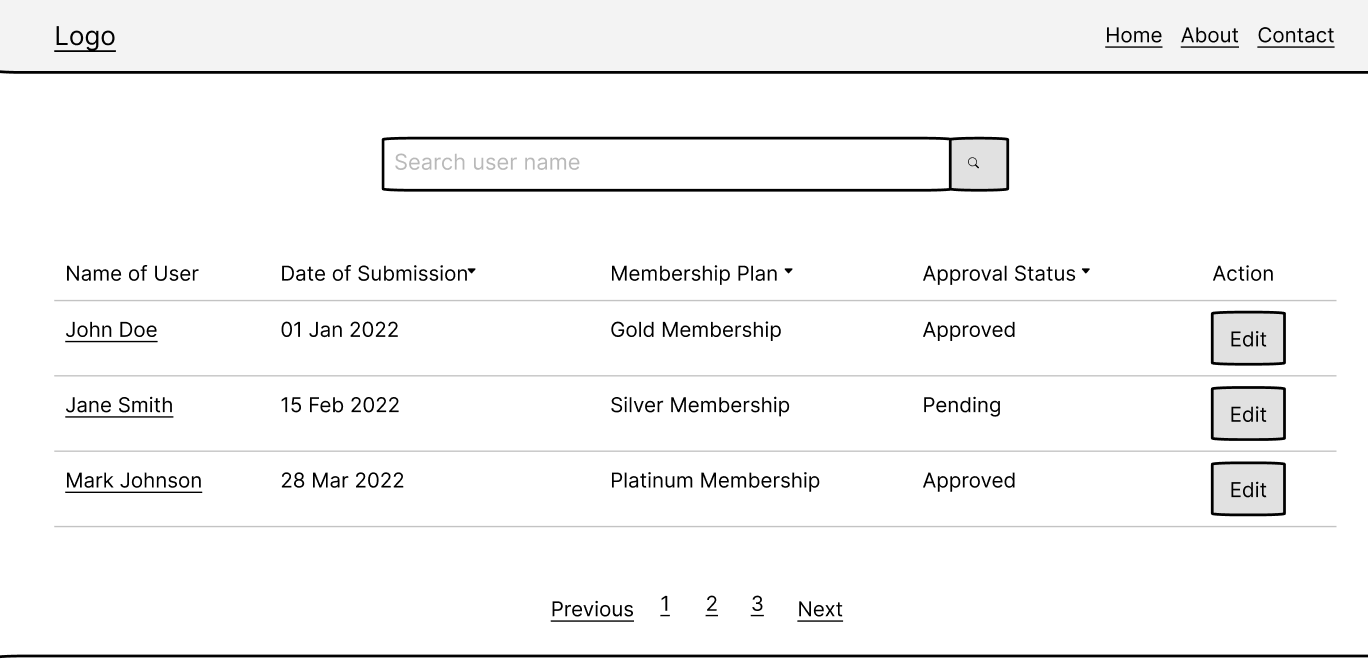 Logo Home About Contact
Search user name
Name of User Date of Submission Membership Plan Approval Status Action
John Doe 01 Jan 2022 Gold Membership Approved Edit
Jane Smith 15 Feb 2022 Silver Membership Pending Edit
Mark Johnson 28 Mar 2022 Platinum Membership Approved Edit
Previous 1 2 3 Next